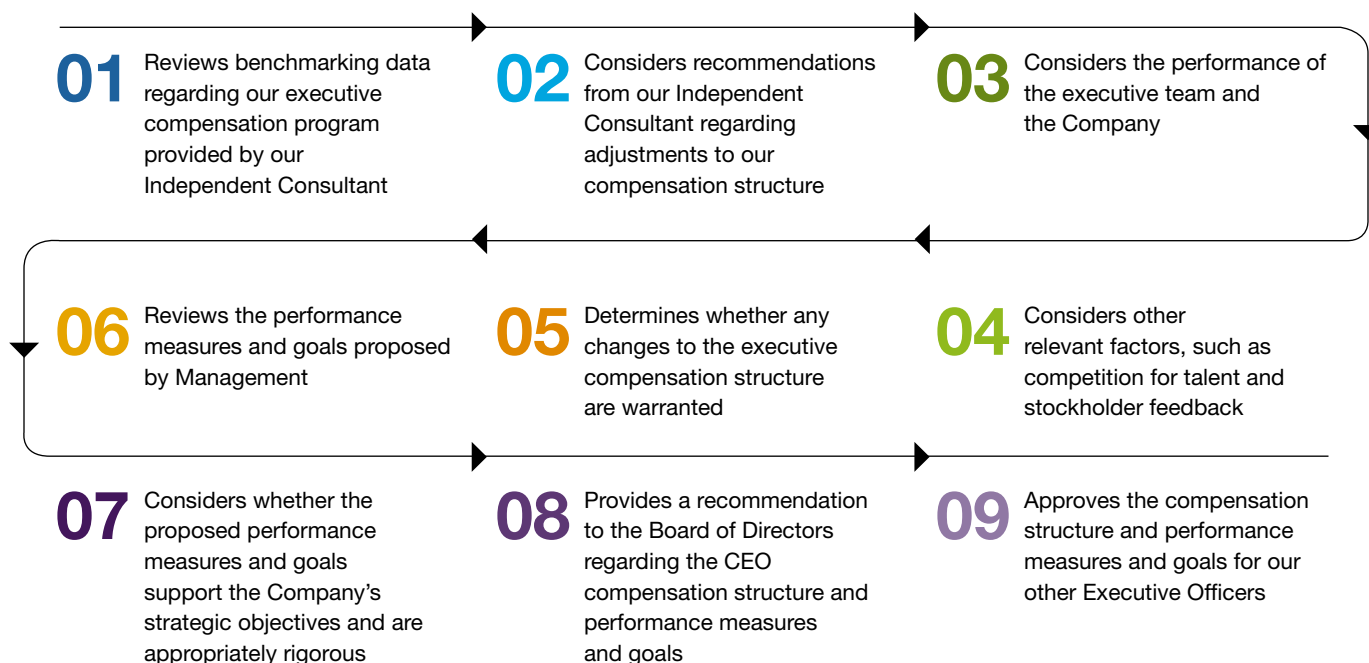 01
Reviews benchmarking data
regarding our executive
compensation program
provided by our
Independent Consultant
02
Considers recommendations
from our Independent
Consultant regarding
adjustments to our
compensation structure
03
Considers the performance of
the executive team and
the Company
04
Considers other
relevant factors, such as
competition for talent and
stockholder feedback
05
Determines whether any
changes to the executive
compensation structure
are warranted
06
Reviews the performance
measures and goals proposed
by Management
07
Considers whether the
proposed performance
measures and goals
support the Company’s
strategic objectives and are
appropriately rigorous
08
Provides a recommendation
to the Board of Directors
regarding the CEO
compensation structure and
performance measures
and goals
09
Approves the compensation
structure and performance
measures and goals for our
other Executive Officers